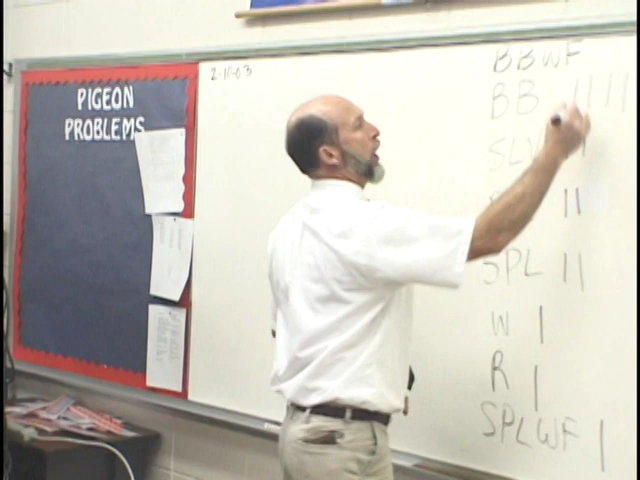 PIGEON
PROBLEMS
2-11-03
BBWF
BB
SPL
W
R
SPLWF